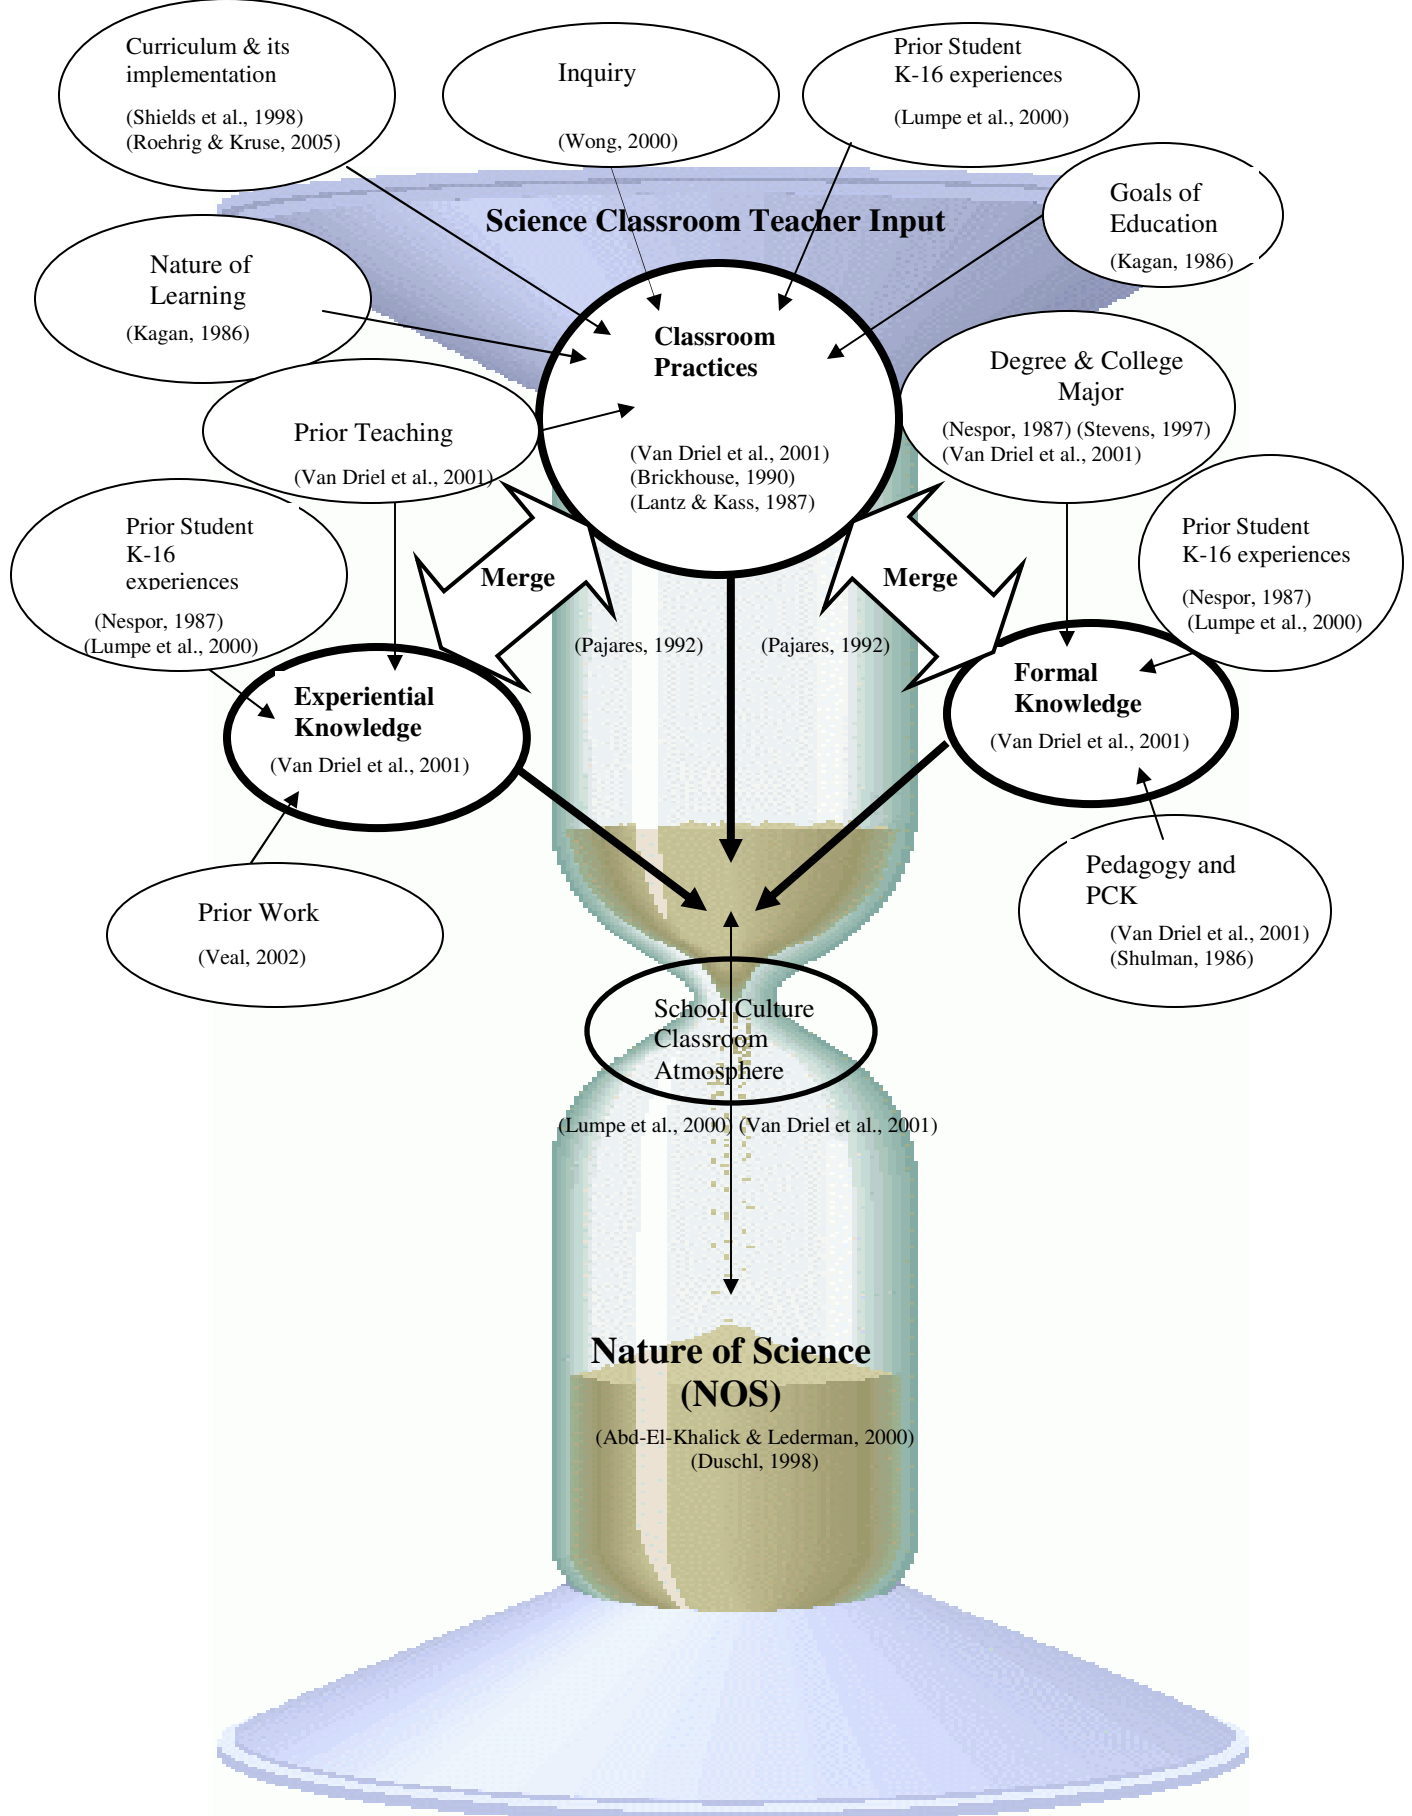 Curriculum & its
implementation
(Shields et al., 1998)
(Roehrig & Kruse, 2005)
Inquiry
(Wong, 2000)
Prior Student
K-16 experiences
(Lumpe et al., 2000)
Goals of
Education
(Kagan, 1986)
Science Classroom Teacher Input
Nature of
Learning
(Kagan, 1986)
Classroom
Practices
(Van Driel et al., 2001)
(Brickhouse, 1990)
(Lantz & Kass, 1987)
Degree & College
Major
(Nespor, 1987) (Stevens, 1997)
(Van Driel et al., 2001)
Prior Teaching
(Van Driel et al., 2001)
Prior Student
K-16
experiences
(Nespor, 1987)
(Lumpe et al., 2000)
Merge
(Pajares, 1992)
Merge
(Pajares, 1992)
Prior Student
K-16 experiences
(Nespor, 1987)
(Lumpe et al., 2000)
Experiential
Knowledge
(Van Driel et al., 2001)
Formal
Knowledge
(Van Driel et al., 2001)
Prior Work
(Veal, 2002)
Pedagogy and
PCK
(Van Driel et al., 2001)
(Shulman, 1986)
School Culture
Classroom
Atmosphere
(Lumpe et al., 2000) (Van Driel et al., 2001)
Nature of Science
(NOS)
(Abd-El-Khalick & Lederman, 2000)
(Duschl, 1998)